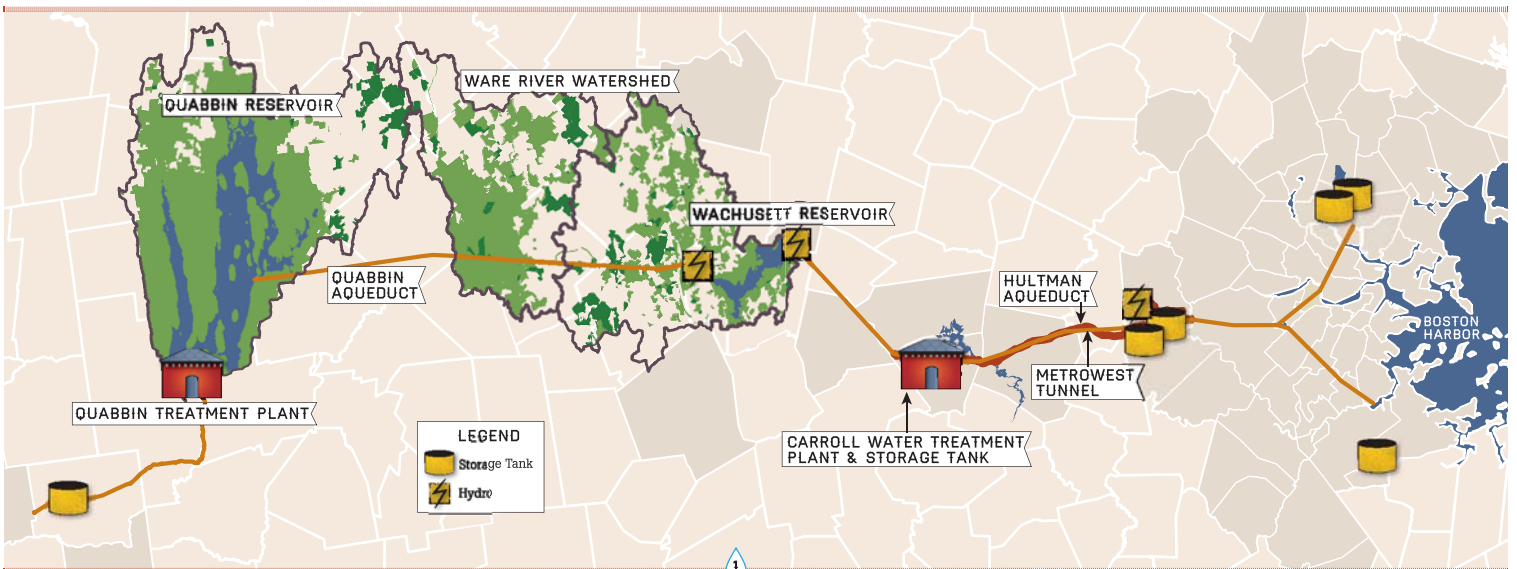 WARE RIVER WATERSHED
QUABBIN RESERVOIR
WACHUSETT RESERVOIR
QUABBIN
AQUEDUCT
HULTMAN
AQUEDUCT
BOSTON
HARBOR
METROWEST
TUNNEL
QUABBIN TREATMENT PLANT
CARROLL WATER TREATMENT
PLANT & STORAGE TANK
LEGEND
Storage Tank
Hydro
1